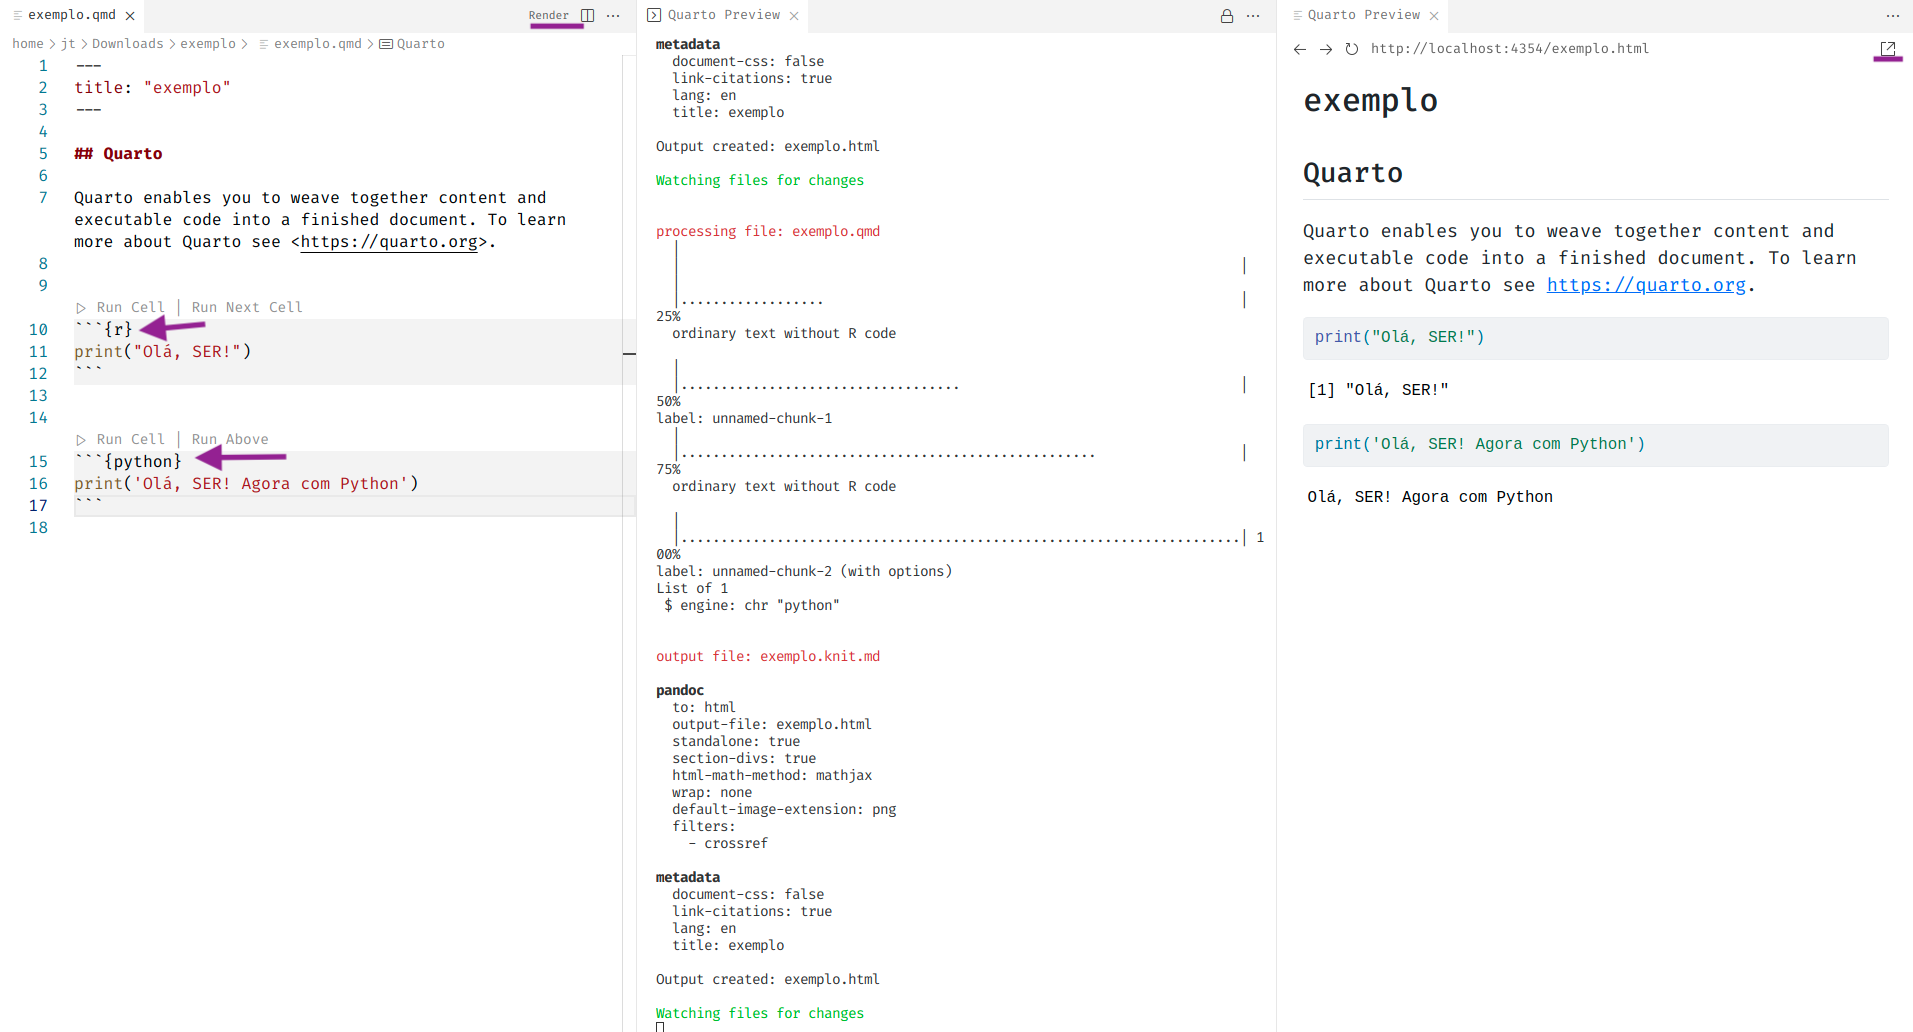 exemplo.qmd
Render
home > jt > Downloads > exemplo > exemplo.qmd > Quarto
1 ---
2 title: "exemplo"
3 ---
4
5 ## Quarto
6
7 Quarto enables you to weave together content and
executable code into a finished document. To learn
more about Quarto see <https://quarto.org>.
8
9
Run Cell | Run Next Cell
10 ```{r}
11 print("Olá, SER!")
12 ```
13
14
Run Cell | Run Above
15 ```{python}
16 print('Olá, SER! Agora com Python')
17 ```
18
Quarto Preview
metadata
document-css: false
link-citations: true
lang: en
title: exemplo
Output created: exemplo.html
Watching files for changes
processing file: exemplo.qmd
|
| |
|.................. |
25%
ordinary text without R code
|
|................................... |
50%
label: unnamed-chunk-1
|
|.................................................... |
75%
ordinary text without R code
|
|......................................................................| 1
00%
label: unnamed-chunk-2 (with options)
List of 1
$ engine: chr "python"
output file: exemplo.knit.md
pandoc
to: html
output-file: exemplo.html
standalone: true
section-divs: true
html-math-method: mathjax
wrap: none
default-image-extension: png
filters:
- crossref
metadata
document-css: false
link-citations: true
lang: en
title: exemplo
Output created: exemplo.html
Watching files for changes
Quarto Preview
http://localhost:4354/exemplo.html
exemplo
Quarto
Quarto enables you to weave together content and
executable code into a finished document. To learn
more about Quarto see https://quarto.org.
print("Olá, SER!")
[1] "Olá, SER!"
print('Olá, SER! Agora com Python')
Olá, SER! Agora com Python